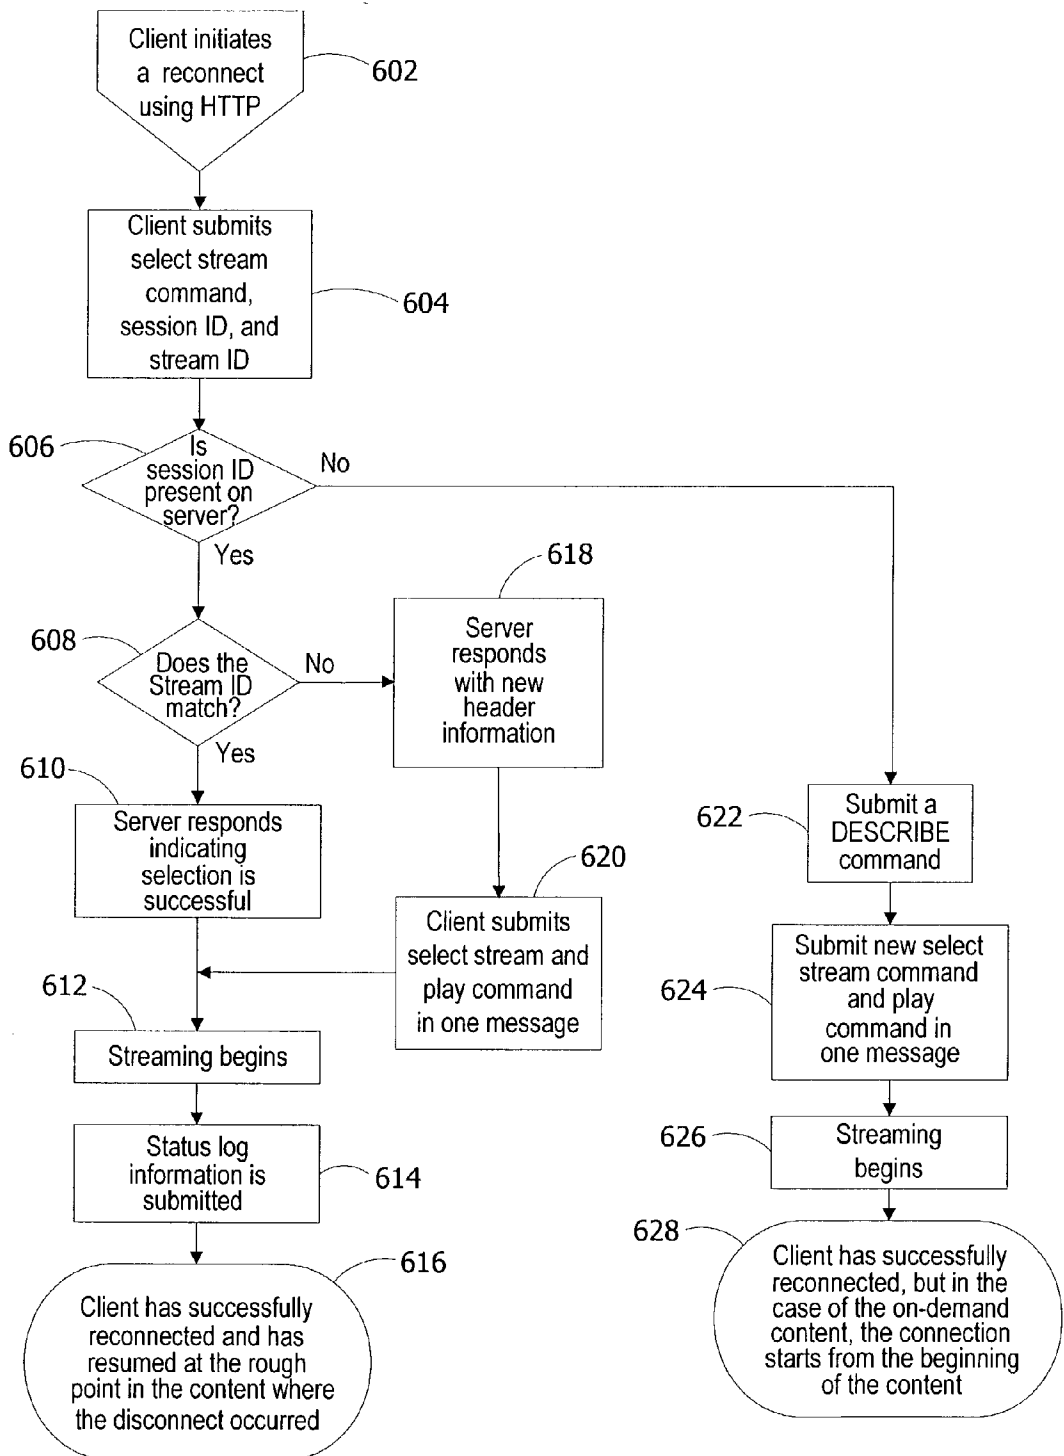 Client initiates
a reconnect
using HTTP
602
Client submits
select stream
command,
session ID, and
stream ID
604
606
Is
session ID
present on
server?
No
Yes
608
Does the
Stream ID
match?
No
Yes
618
Server
responds
with new
header
information
610
Server responds
indicating
selection is
successful
620
Client submits
select stream and
play command
in one message
612
Streaming begins
Status log
information is
submitted
614
616
Client has successfully
reconnected and has
resumed at the rough
point in the content where
the disconnect occurred
622
Submit a
DESCRIBE
command
624
Submit new select
stream command
and play
command in
one message
626
Streaming
begins
628
Client has successfully
reconnected, but in the
case of the on-demand
content, the connection
starts from the beginning
of the content